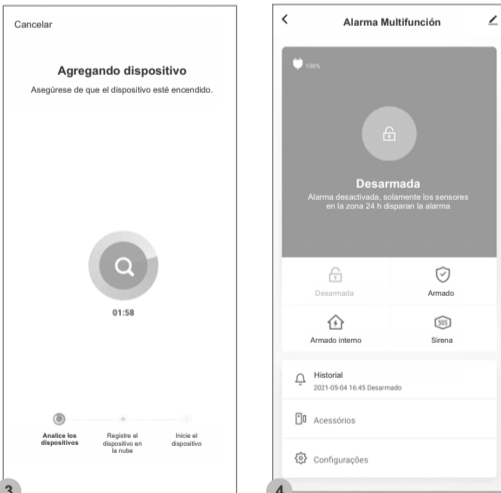 Cancelar
Agregando dispositivo
Asegúrese de que el dispositivo esté encendido.
01:58
Analice los
dispositivos
Registre el
dispositivo en
la nube
Inicie el
dispositivo
3
Alarma Multifunción
100%
Desarmada
Alarma desactivada, solamente los sensores
en la zona 24 h disparan la alarma
Desarmada
Armado
Armado interno
SOS
Sirena
Historial
2021-05-04 16:45 Desarmado
Acessórios
Configurações
4